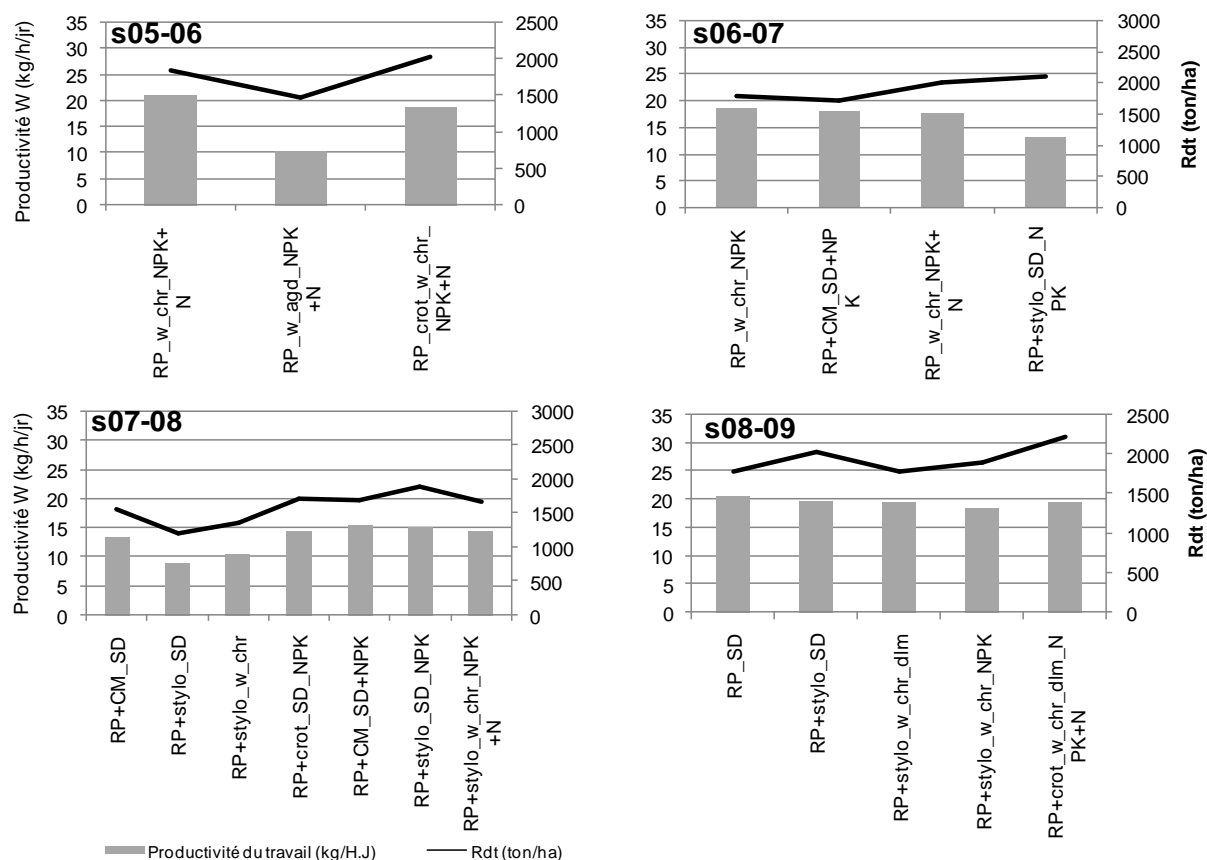 s05-06
Productivité W (kg/h/jr)
35
30
25
20
15
10
5
0
2500
2000
1500
1000
500
0
RP_w_chr_NPK+
N
RP_w_agd_NPK
+N
RP_crot_w_chr_
NPK+N
s06-07
35
30
25
20
15
10
5
0
3000
2500
2000
1500
1000
500
0
Rdt (ton/ha)
RP_w_chr_NPK
RP+CM_SD+NP
K
RP_w_chr_NPK+
N
RP+stylo_SD_N
PK
s07-08
Productivité W (kg/h/jr)
35
30
25
20
15
10
5
0
3000
2500
2000
1500
1000
500
0
RP+CM_SD
RP+stylo_SD
RP+stylo_w_chr
RP+crot_SD_NPK
RP+CM_SD+NPK
RP+stylo_SD_NPK
RP+stylo_w_chr_NPK
+N
s08-09
35
30
25
20
15
10
5
0
2500
2000
1500
1000
500
0
Rdt (ton/ha)
RP_SD
RP+stylo_SD
RP+stylo_w_chr_dlm
RP+stylo_w_chr_NPK
RP+crot_w_chr_dlm_N
PK+N
Productivité du travail (kg/H.J)
Rdt (ton/ha)